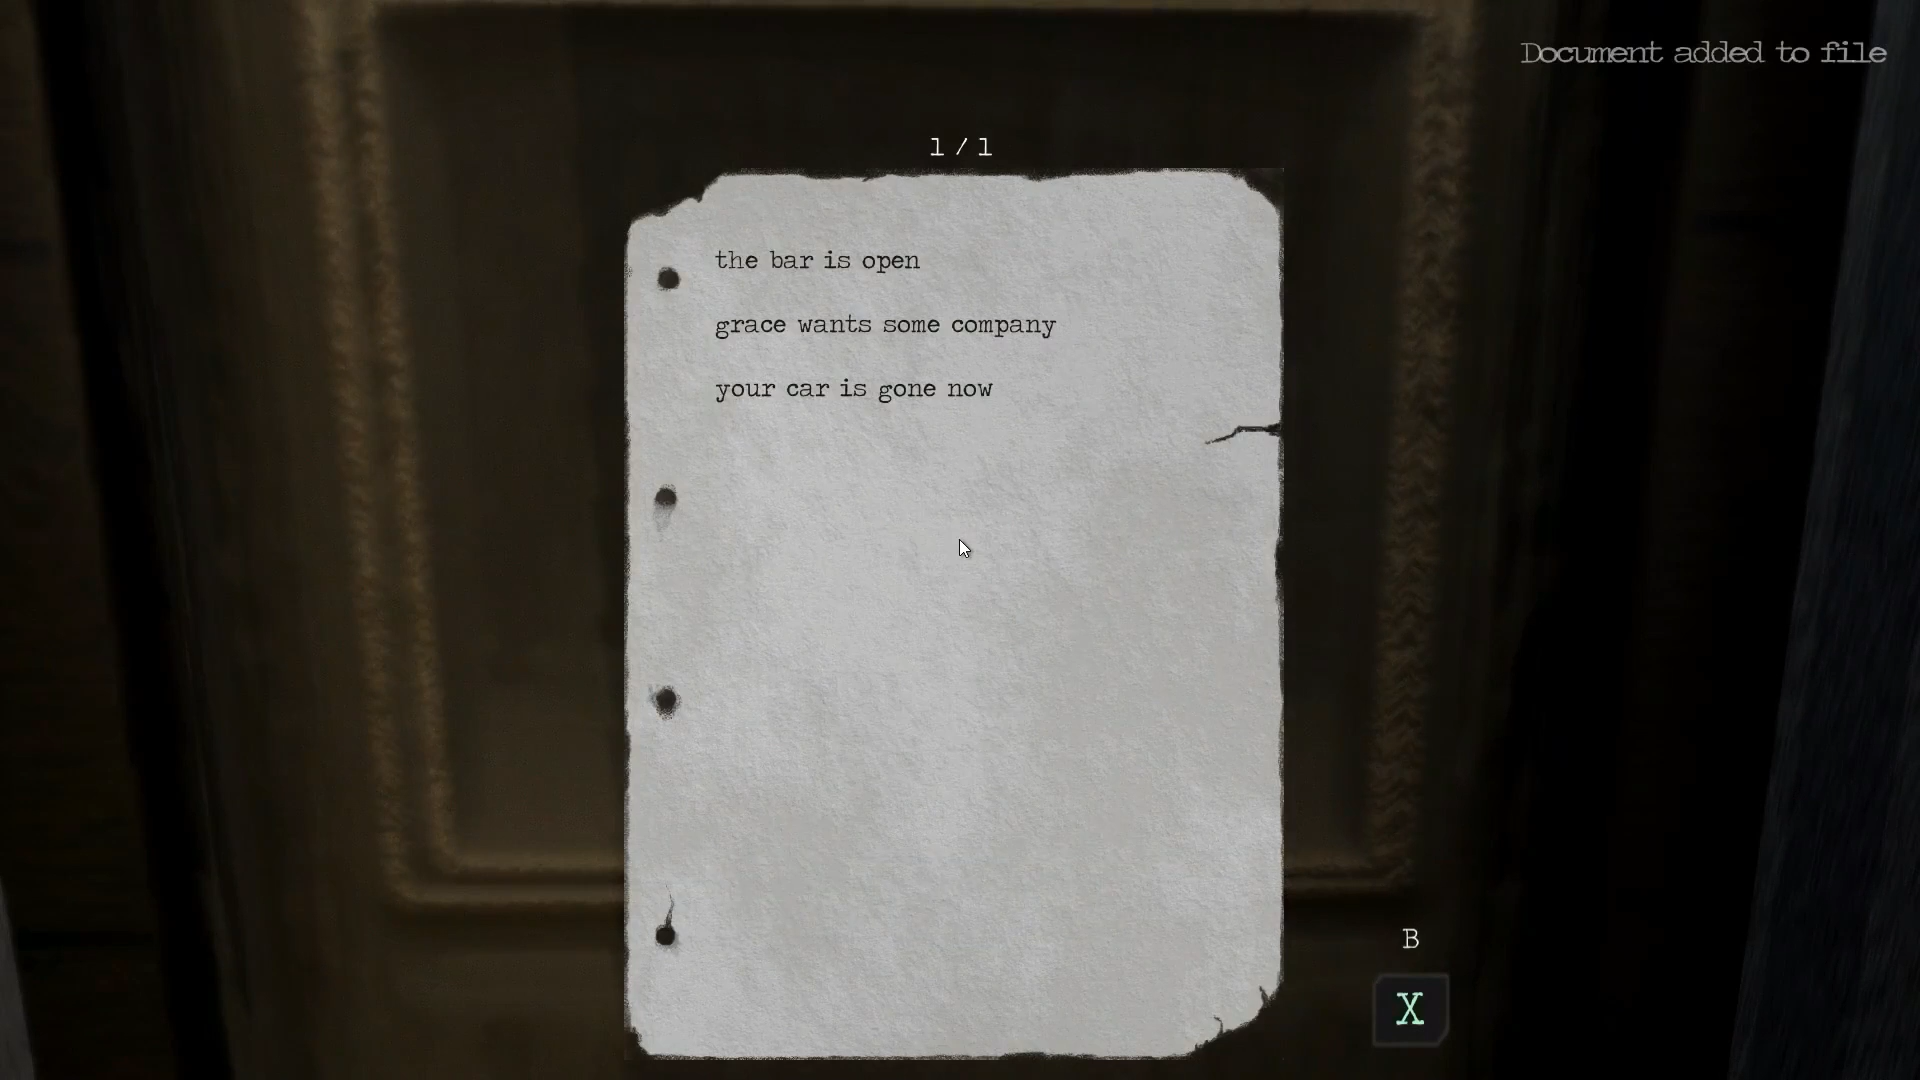 Document added to file
1 / 1
the bar is open
grace wants some company
your car is gone now
B
X